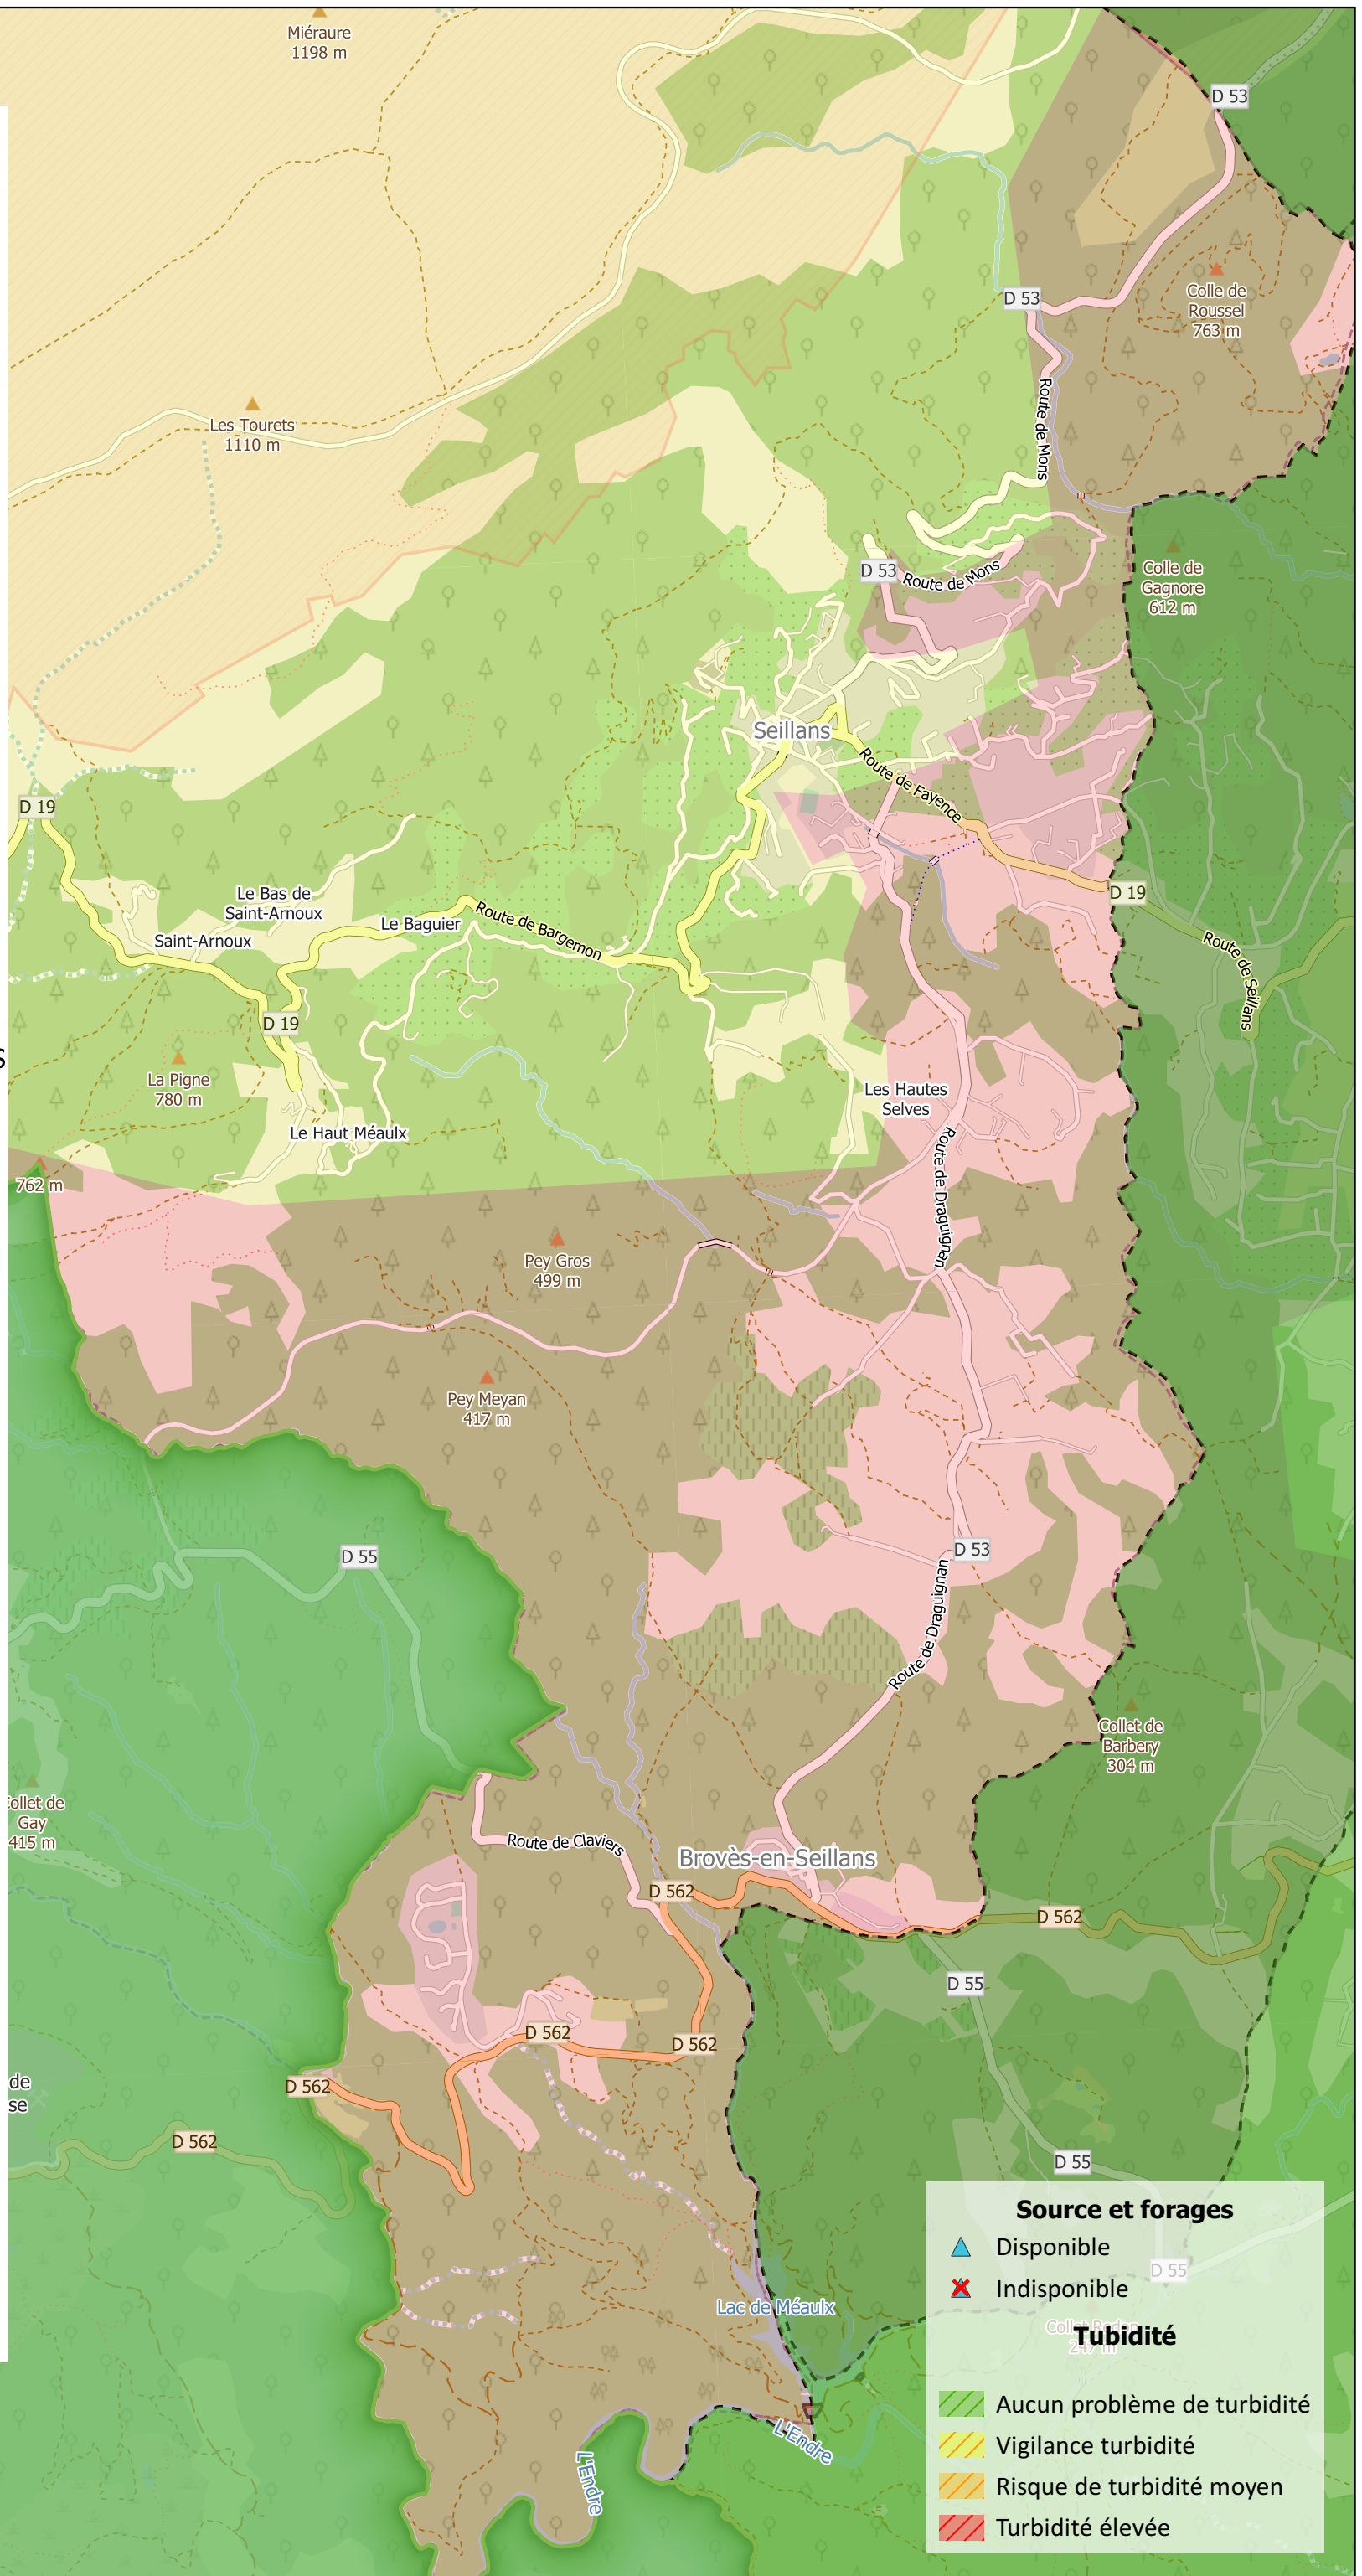 Miéraure
1198 m
D 53
Colle de
Roussel
763 m
D 53
Route de Mons
Les Tourets
1110 m
D 53
Route de Mons
Colle de
Gagnore
612 m
Seillans
Route de Fayence
D 19
D 19
Le Bas de
Saint-Arnoux
Le Baguier
Saint-Arnoux
Route de Bargemon
Route de Seillans
D 19
s
La Pigne
780 m
Les Hautes
Selves
Le Haut Méaulx
Route de Draguignan
762 m
Pey Gros
499 m
Pey Meyan
417 m
D 55
D 53
Route de Draguignan
Collet de
Barbery
304 m
Collet de
Gay
415 m
Route de Claviers
Brovès-en-Seillans
D 562
D 562
D 55
D 562
D 562
D 562
de
se
D 562
D 55
Source et forages
Disponible
D 55
Indisponible
Lac de Méaulx
Tubidité
Aucun problème de turbidité
L'Endre
Vigilance turbidité
L'Endre
Risque de turbidité moyen
Turbidité élevée